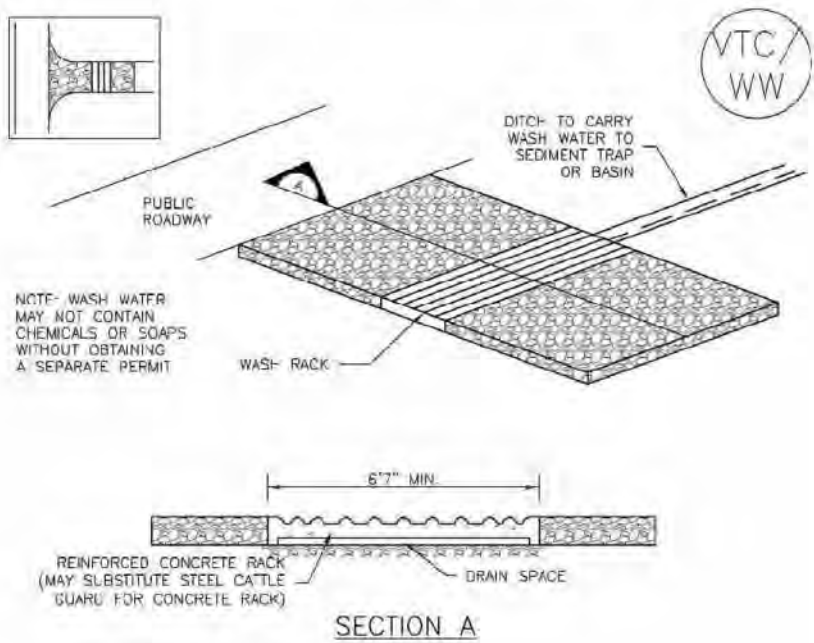 VTC/
WW
DITCH TO CARRY
WASH WATER TO
SEDIMENT TRAP
OR BASIN
A
PUBLIC
ROADWAY
NOTE: WASH WATER
MAY NOT CONTAIN
CHEMICALS OR SOAPS
WITHOUT OBTAINING
A SEPARATE PERMIT
WASH RACK
6'7" MIN.
REINFORCED CONCRETE RACK
(MAY SUBSTITUTE STEEL CATTLE
GUARD FOR CONCRETE RACK)
DRAIN SPACE
SECTION A